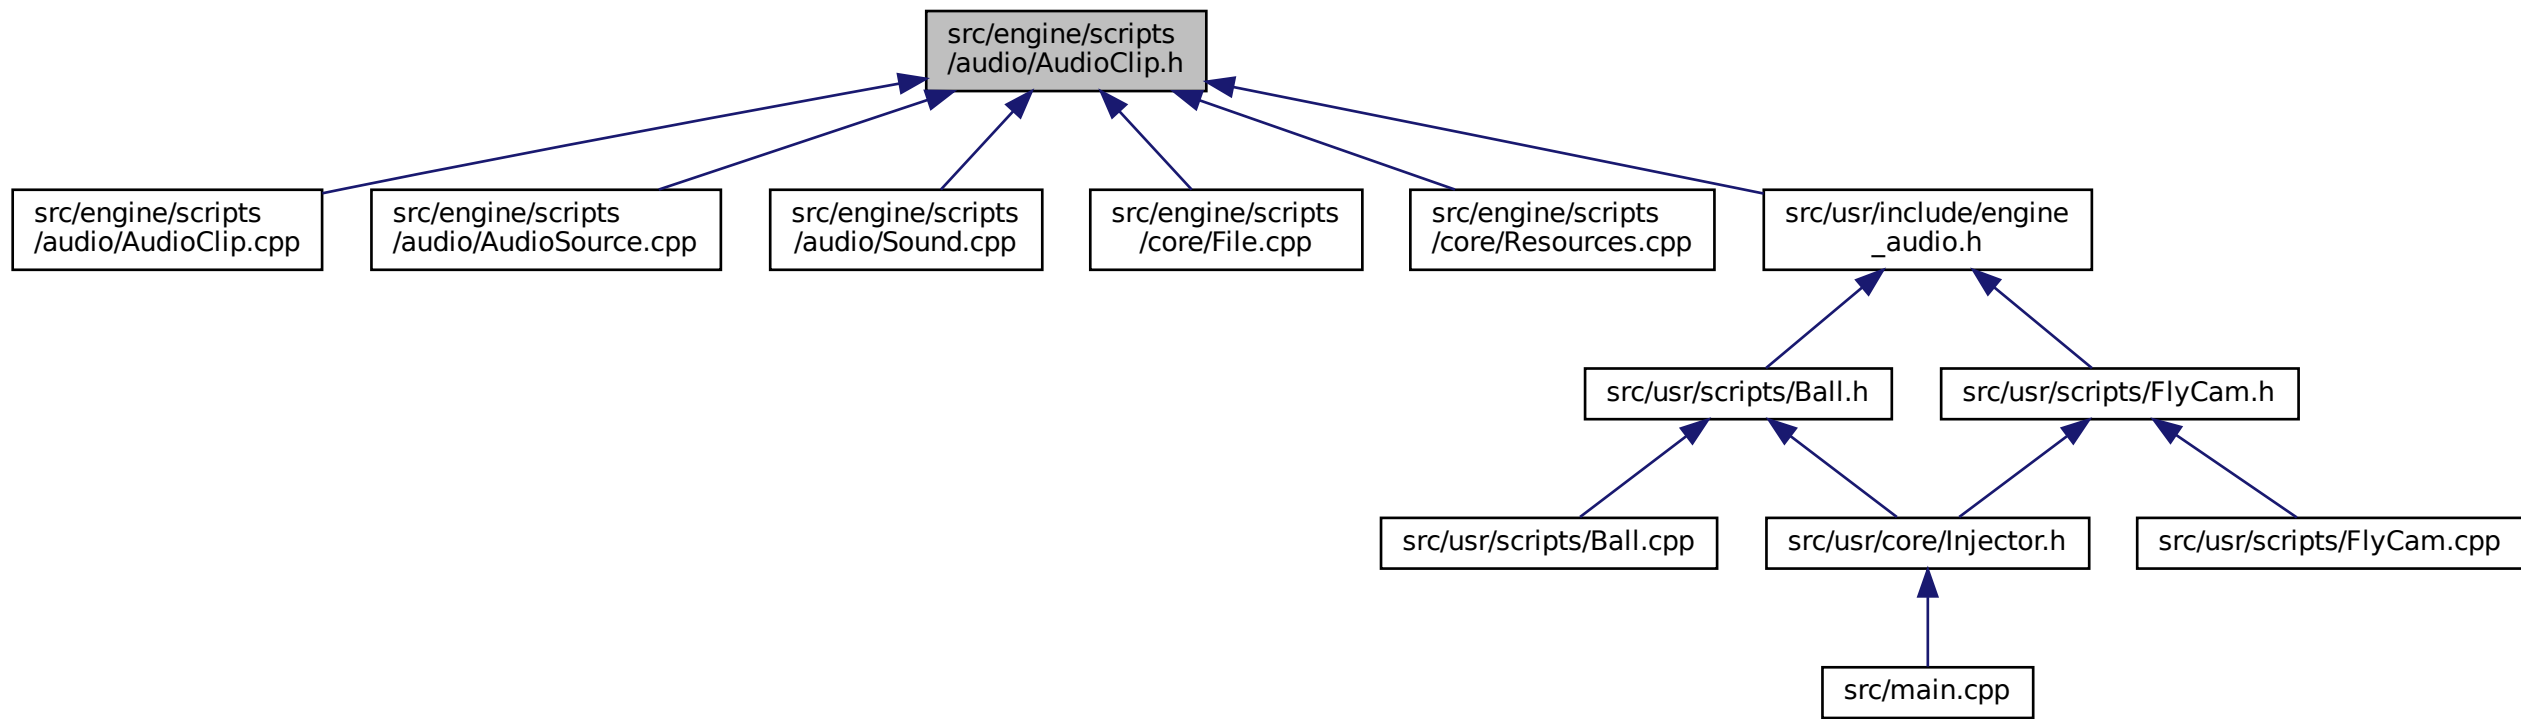 src/engine/scripts
/audio/AudioClip.h
src/engine/scripts
/audio/AudioClip.cpp
src/engine/scripts
/audio/AudioSource.cpp
src/engine/scripts
/audio/Sound.cpp
src/engine/scripts
/core/File.cpp
src/engine/scripts
/core/Resources.cpp
src/usr/include/engine
_audio.h
src/usr/scripts/Ball.h
src/usr/scripts/FlyCam.h
src/usr/scripts/Ball.cpp
src/usr/core/Injector.h
src/usr/scripts/FlyCam.cpp
src/main.cpp